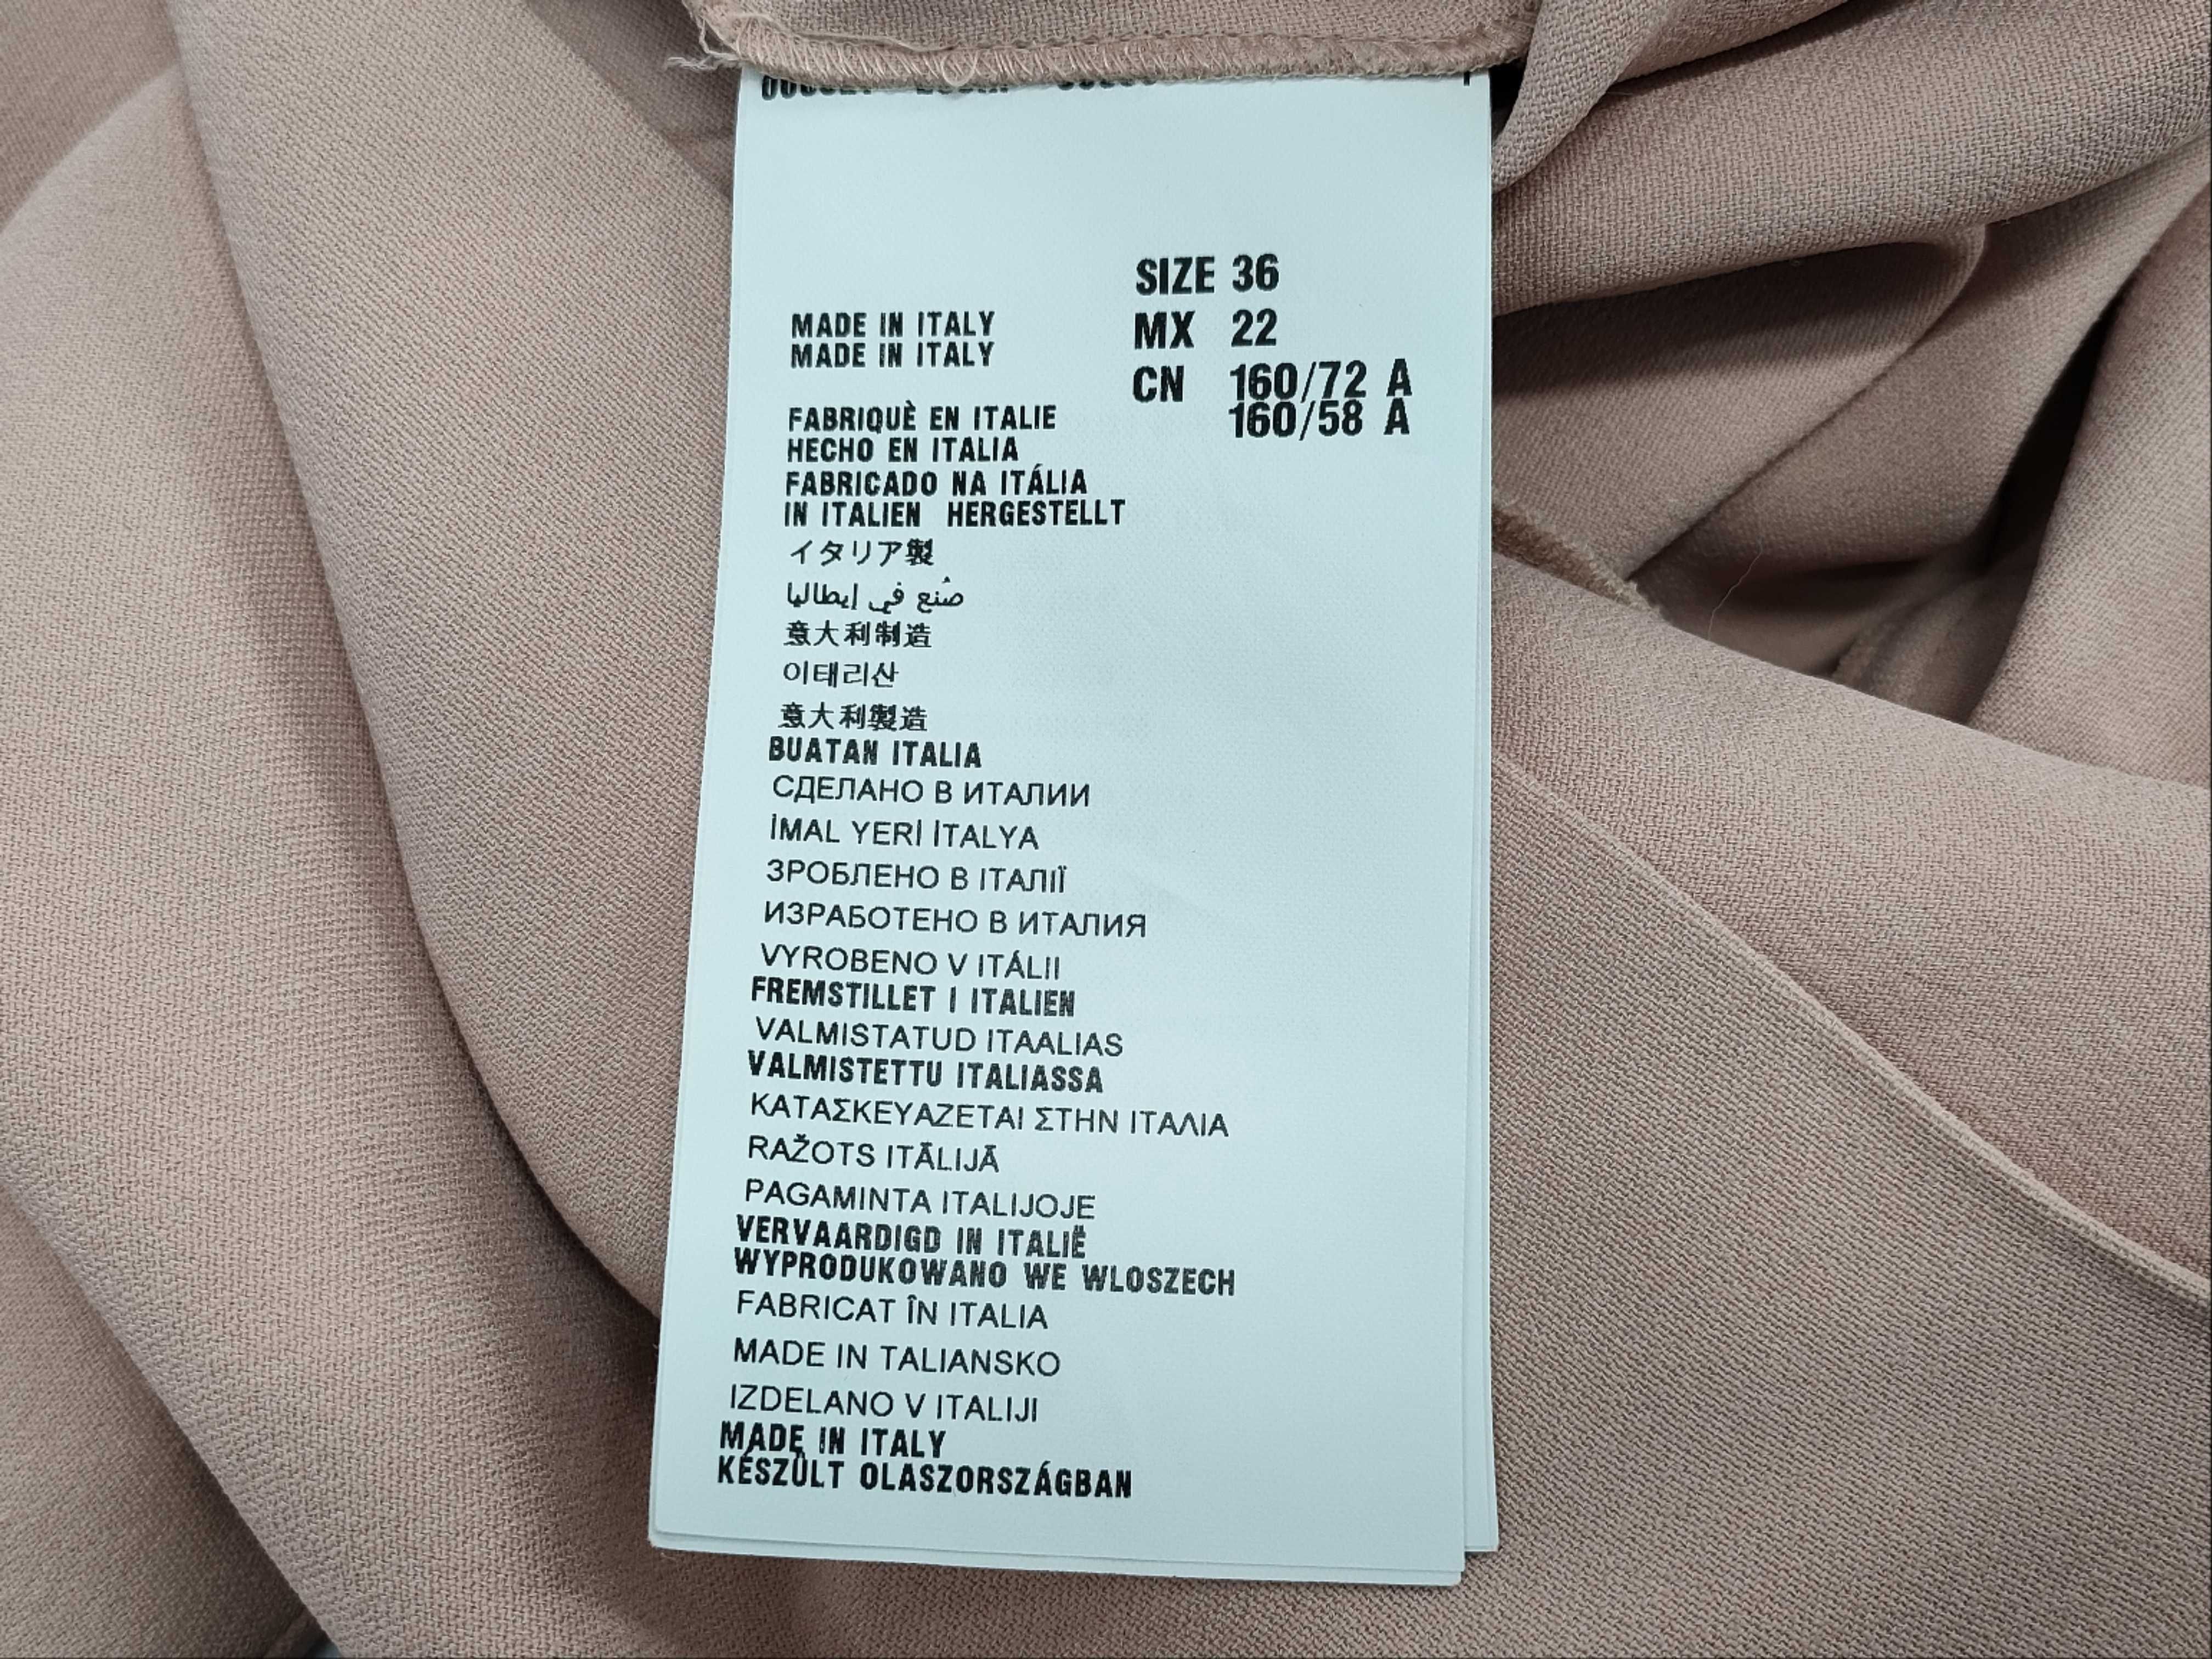 SIZE 36
MX 22
CN 160/72 A
160/58 A
MADE IN ITALY
MADE IN ITALY
FABRIQUÈ EN ITALIE
HECHO EN ITALIA
FABRICADO NA ITÁLIA
IN ITALIEN HERGESTELLT
イタリア製
صُنع في إيطاليا
意大利制造
이태리산
意大利製造
BUATAN ITALIA
СДЕЛАНО В ИТАЛИИ
İMAL YERİ İTALYA
ЗРОБЛЕНО В ІТАЛІЇ
ИЗРАБОТЕНО В ИТАЛИЯ
VYROBENO V ITÁLII
FREMSTILLET I ITALIEN
VALMISTATUD ITAALIAS
VALMISTETTU ITALIASSA
ΚΑΤΑΣΚΕΥΑΖΕΤΑΙ ΣΤΗΝ ΙΤΑΛΙΑ
RAŽOTS ITĀLIJĀ
PAGAMINTA ITALIJOJE
VERVAARDIGD IN ITALIË
WYPRODUKOWANO WE WLOSZECH
FABRICAT ÎN ITALIA
MADE IN TALIANSKO
IZDELANO V ITALIJI
MADE IN ITALY
KÉSZÜLT OLASZORSZÁGBAN